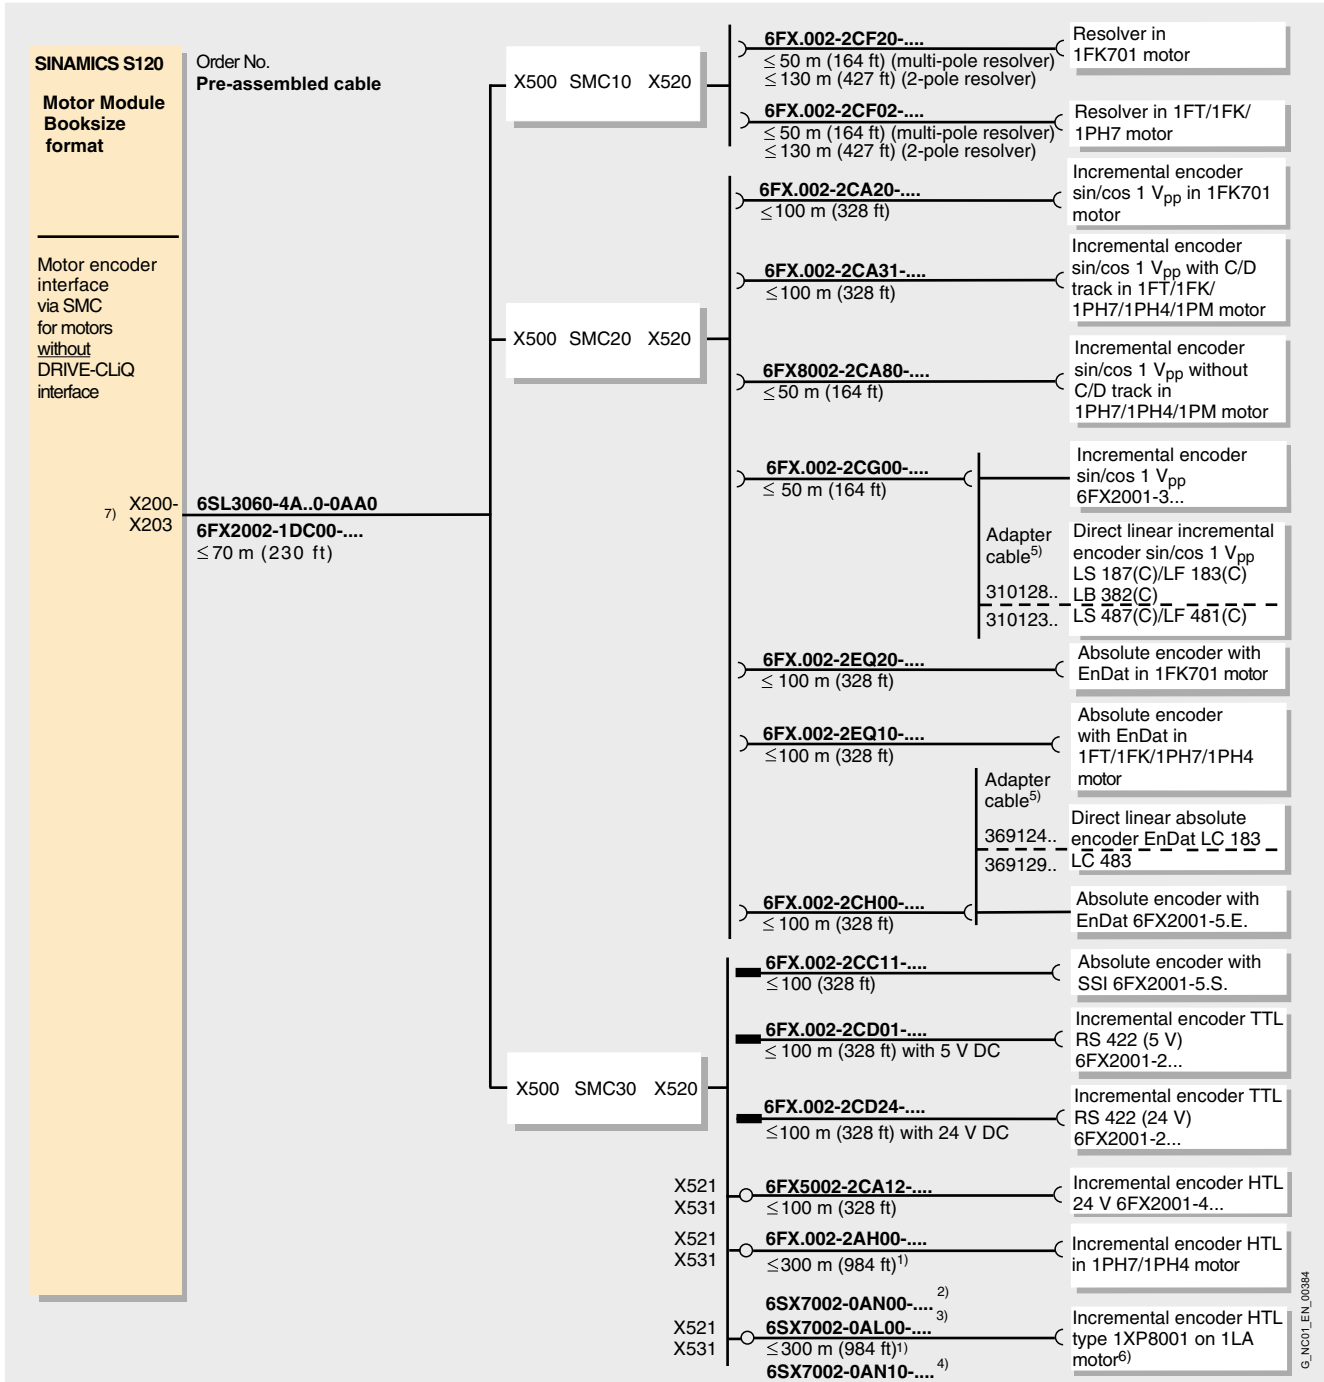 SINAMICS S120
Motor Module
Booksize
format
Motor encoder
interface
via SMC
for motors
without
DRIVE-CLiQ
interface
7) X200-
X203
Order No.
Pre-assembled cable
6SL3060-4A..0-0AA0
6FX2002-1DC00-....
≤ 70 m (230 ft)
X500 SMC10 X520
6FX.002-2CF20-....
≤ 50 m (164 ft) (multi-pole resolver)
≤ 130 m (427 ft) (2-pole resolver)
Resolver in
1FK701 motor
6FX.002-2CF02-....
≤ 50 m (164 ft) (multi-pole resolver)
≤ 130 m (427 ft) (2-pole resolver)
Resolver in 1FT/1FK/
1PH7 motor
X500 SMC20 X520
6FX.002-2CA20-....
≤ 100 m (328 ft)
Incremental encoder
sin/cos 1 Vpp in 1FK701
motor
6FX.002-2CA31-....
≤ 100 m (328 ft)
Incremental encoder
sin/cos 1 Vpp with C/D
track in 1FT/1FK/
1PH7/1PH4/1PM motor
6FX8002-2CA80-....
≤ 50 m (164 ft)
Incremental encoder
sin/cos 1 Vpp without
C/D track in
1PH7/1PH4/1PM motor
6FX.002-2CG00-....
≤ 50 m (164 ft)
Incremental encoder
sin/cos 1 Vpp
6FX2001-3...
Adapter
cable5)
310128..
310123..
Direct linear incremental
encoder sin/cos 1 Vpp
LS 187(C)/LF 183(C)
LB 382(C)
LS 487(C)/LF 481(C)
6FX.002-2EQ20-....
≤ 100 m (328 ft)
Absolute encoder with
EnDat in 1FK701 motor
6FX.002-2EQ10-....
≤ 100 m (328 ft)
Absolute encoder
with EnDat in
1FT/1FK/1PH7/1PH4
motor
Adapter
cable5)
369124..
369129..
Direct linear absolute
encoder EnDat LC 183
LC 483
6FX.002-2CH00-....
≤ 100 m (328 ft)
Absolute encoder with
EnDat 6FX2001-5.E.
X500 SMC30 X520
6FX.002-2CC11-....
≤ 100 (328 ft)
Absolute encoder with
SSI 6FX2001-5.S.
6FX.002-2CD01-....
≤ 100 m (328 ft) with 5 V DC
Incremental encoder TTL
RS 422 (5 V)
6FX2001-2...
6FX.002-2CD24-....
≤ 100 m (328 ft) with 24 V DC
Incremental encoder TTL
RS 422 (24 V)
6FX2001-2...
X521
X531
6FX5002-2CA12-....
≤ 100 m (328 ft)
Incremental encoder HTL
24 V 6FX2001-4...
X521
X531
6FX.002-2AH00-....
≤ 300 m (984 ft)1)
Incremental encoder HTL
in 1PH7/1PH4 motor
X521
X531
6SX7002-0AN00-.... 2)
6SX7002-0AL00-.... 3)
≤ 300 m (984 ft)1)
6SX7002-0AN10-.... 4)
Incremental encoder HTL
type 1XP8001 on 1LA
motor6)
G_NC01_EN_00384